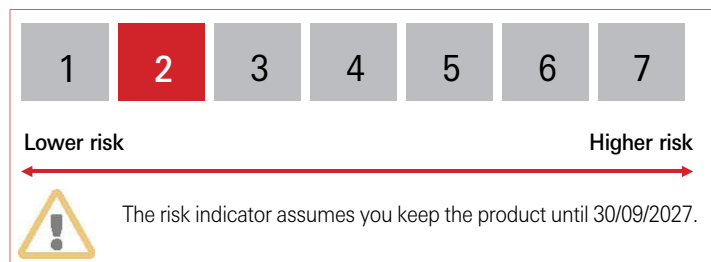 1 2 3 4 5 6 7
Lower risk Higher risk
The risk indicator assumes you keep the product until 30/09/2027.